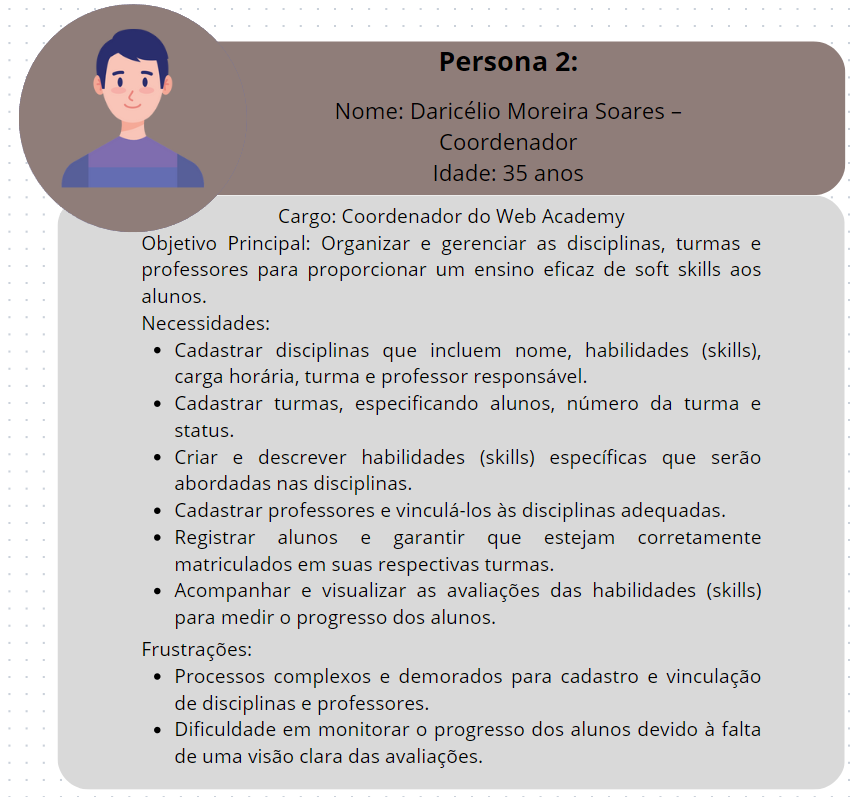 Persona 2:
Nome: Daricélio Moreira Soares –
Coordenador
Idade: 35 anos
Cargo: Coordenador do Web Academy
Objetivo Principal: Organizar e gerenciar as disciplinas, turmas e
professores para proporcionar um ensino eficaz de soft skills aos
alunos.
Necessidades:
• Cadastrar disciplinas que incluem nome, habilidades (skills),
carga horária, turma e professor responsável.
• Cadastrar turmas, especificando alunos, número da turma e
status.
• Criar e descrever habilidades (skills) específicas que serão
abordadas nas disciplinas.
• Cadastrar professores e vinculá-los às disciplinas adequadas.
• Registrar alunos e garantir que estejam corretamente
matriculados em suas respectivas turmas.
• Acompanhar e visualizar as avaliações das habilidades (skills)
para medir o progresso dos alunos.
Frustrações:
• Processos complexos e demorados para cadastro e vinculação
de disciplinas e professores.
• Dificuldade em monitorar o progresso dos alunos devido à falta
de uma visão clara das avaliações.